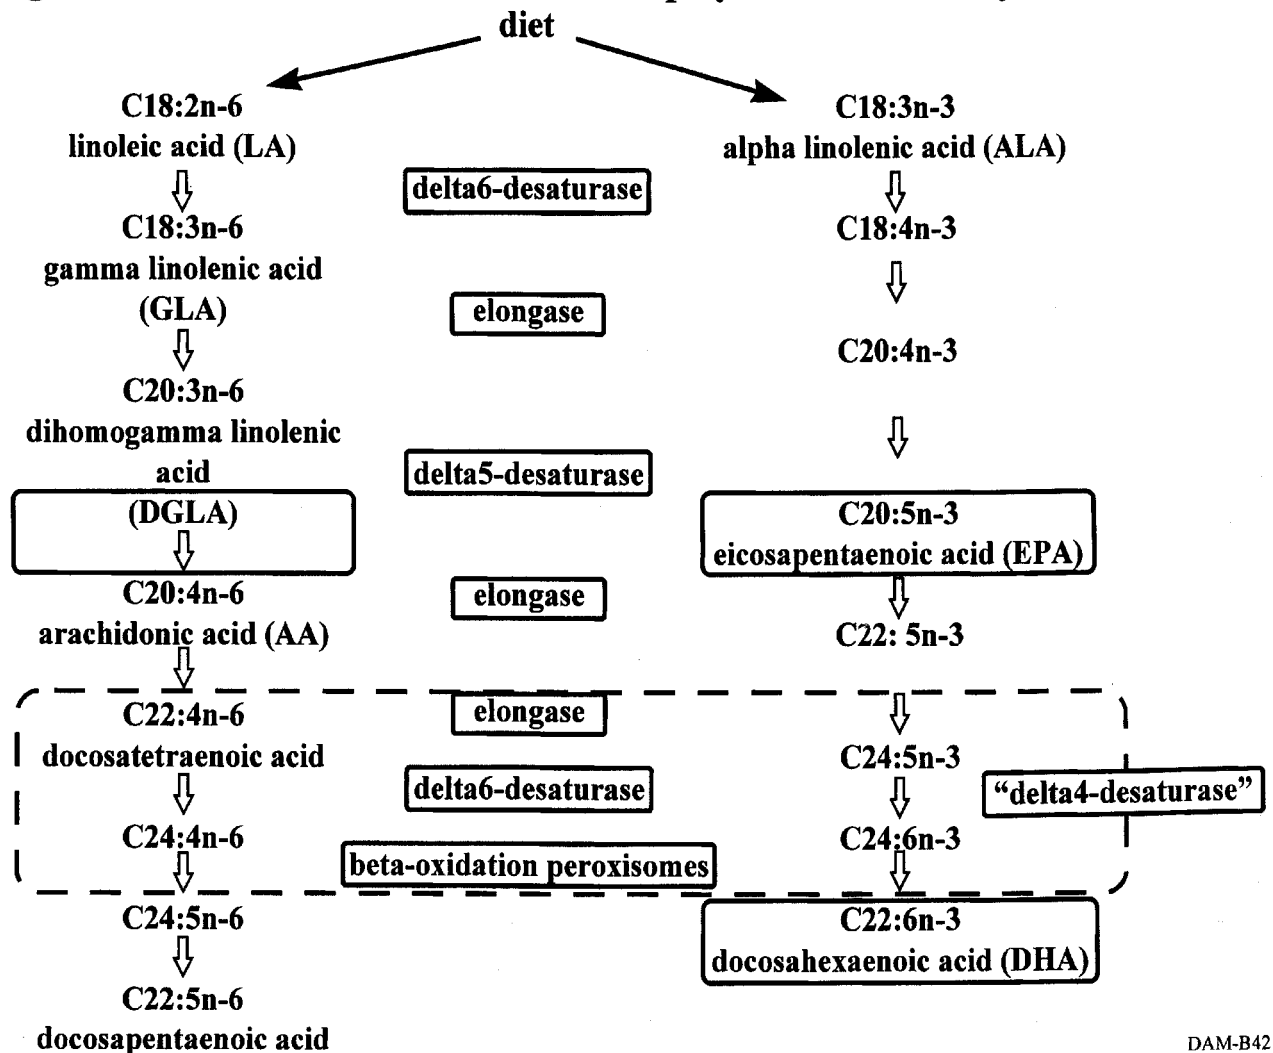 diet
C18:2n-6
linoleic acid (LA)
C18:3n-6
gamma linolenic acid
(GLA)
C20:3n-6
dihomogamma linolenic
acid
(DGLA)
C20:4n-6
arachidonic acid (AA)
C22:4n-6
docosatetraenoic acid
C24:4n-6
C24:5n-6
C22:5n-6
docosapentaenoic acid
delta6-desaturase
elongase
delta5-desaturase
elongase
elongase
delta6-desaturase
beta-oxidation peroxisomes
C18:3n-3
alpha linolenic acid (ALA)
C18:4n-3
C20:4n-3
C20:5n-3
eicosapentaenoic acid (EPA)
C22: 5n-3
C24:5n-3
“delta4-desaturase”
C24:6n-3
C22:6n-3
docosahexaenoic acid (DHA)
DAM-B42